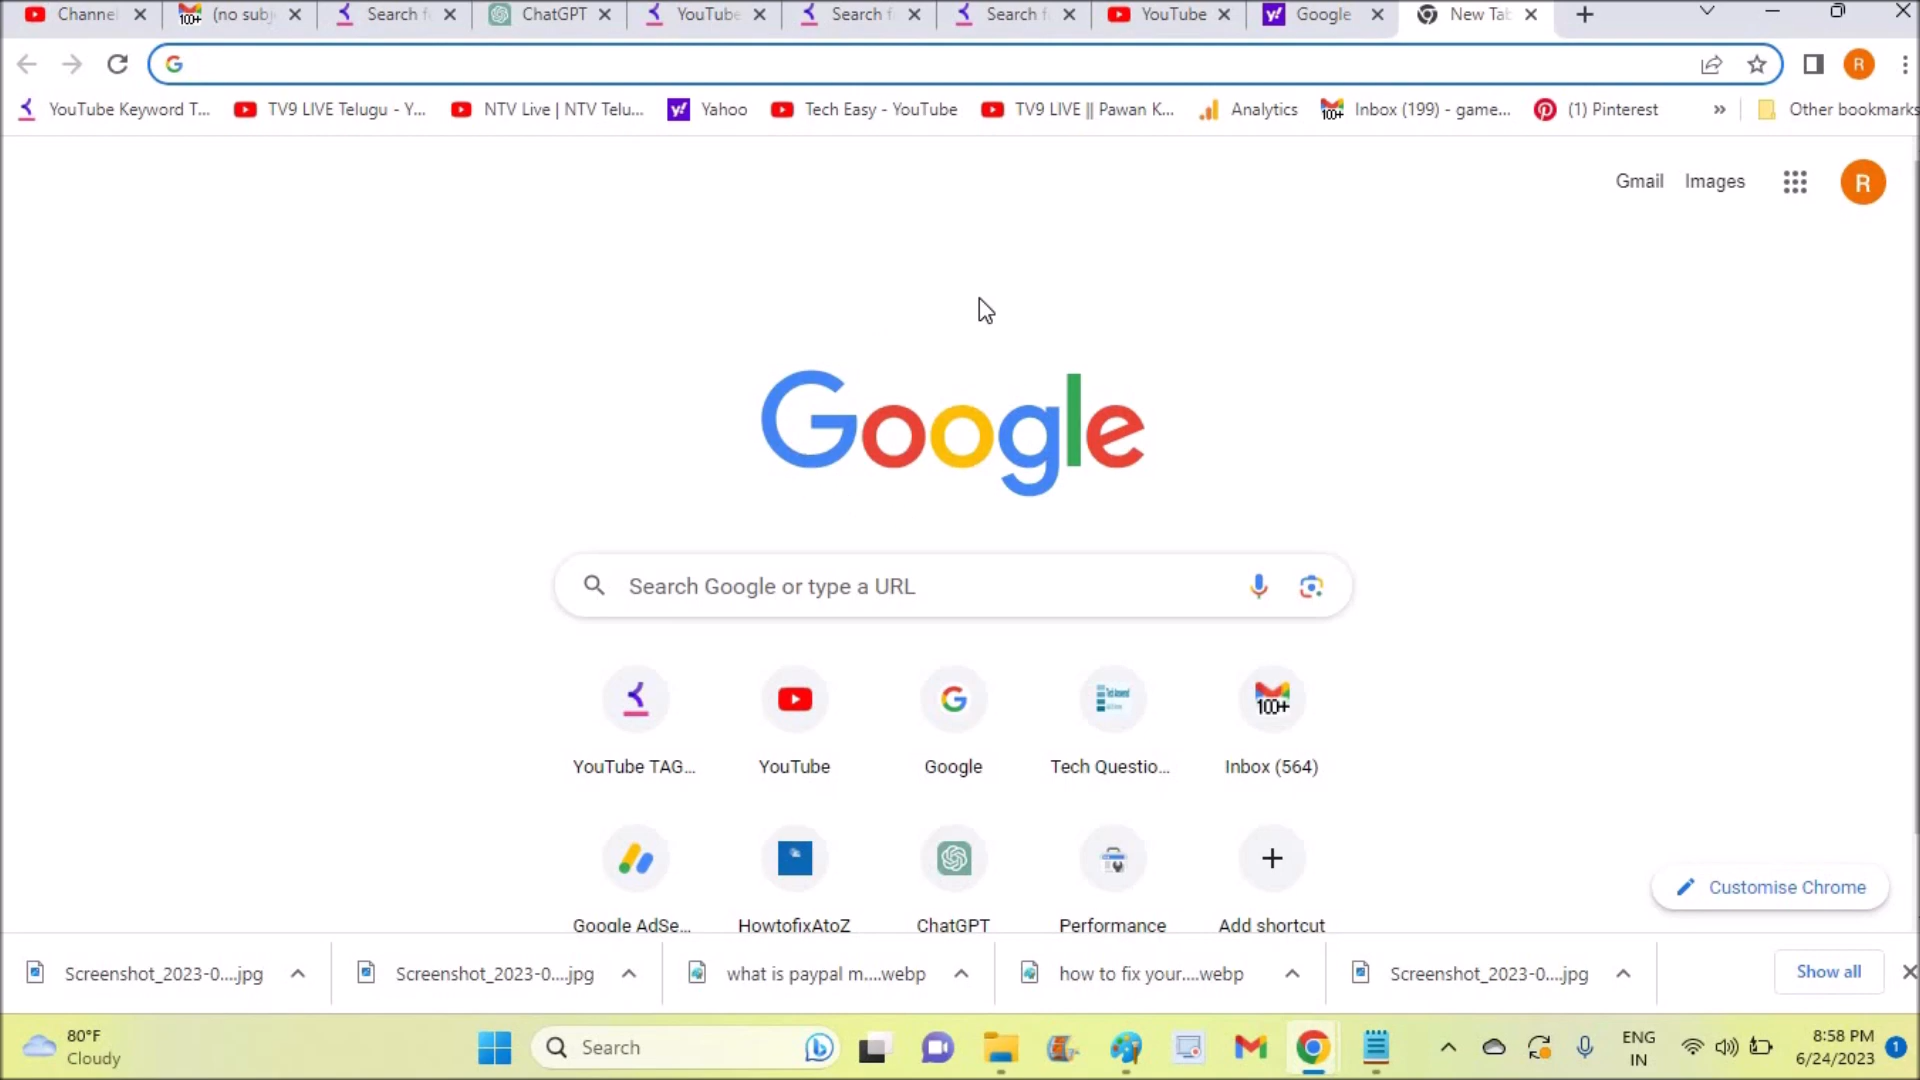 Channel
(no subj
Search f
ChatGPT
YouTube
Search f
Search f
YouTube
Google
New Tab
YouTube Keyword T...
TV9 LIVE Telugu - Y...
NTV Live | NTV Telu...
Yahoo
Tech Easy - YouTube
TV9 LIVE || Pawan K...
Analytics
Inbox (199) - game...
(1) Pinterest
»
Other bookmarks
Gmail
Images
R
R
Google
Search Google or type a URL
YouTube TAG...
YouTube
Google
Tech Questio...
100+
Inbox (564)
Google AdSe...
HowtofixAtoZ
ChatGPT
Performance
Add shortcut
Customise Chrome
Screenshot_2023-0....jpg
Screenshot_2023-0....jpg
what is paypal m....webp
how to fix your....webp
Screenshot_2023-0....jpg
Show all
80°F
Cloudy
Search
ENG
IN
8:58 PM
6/24/2023
1